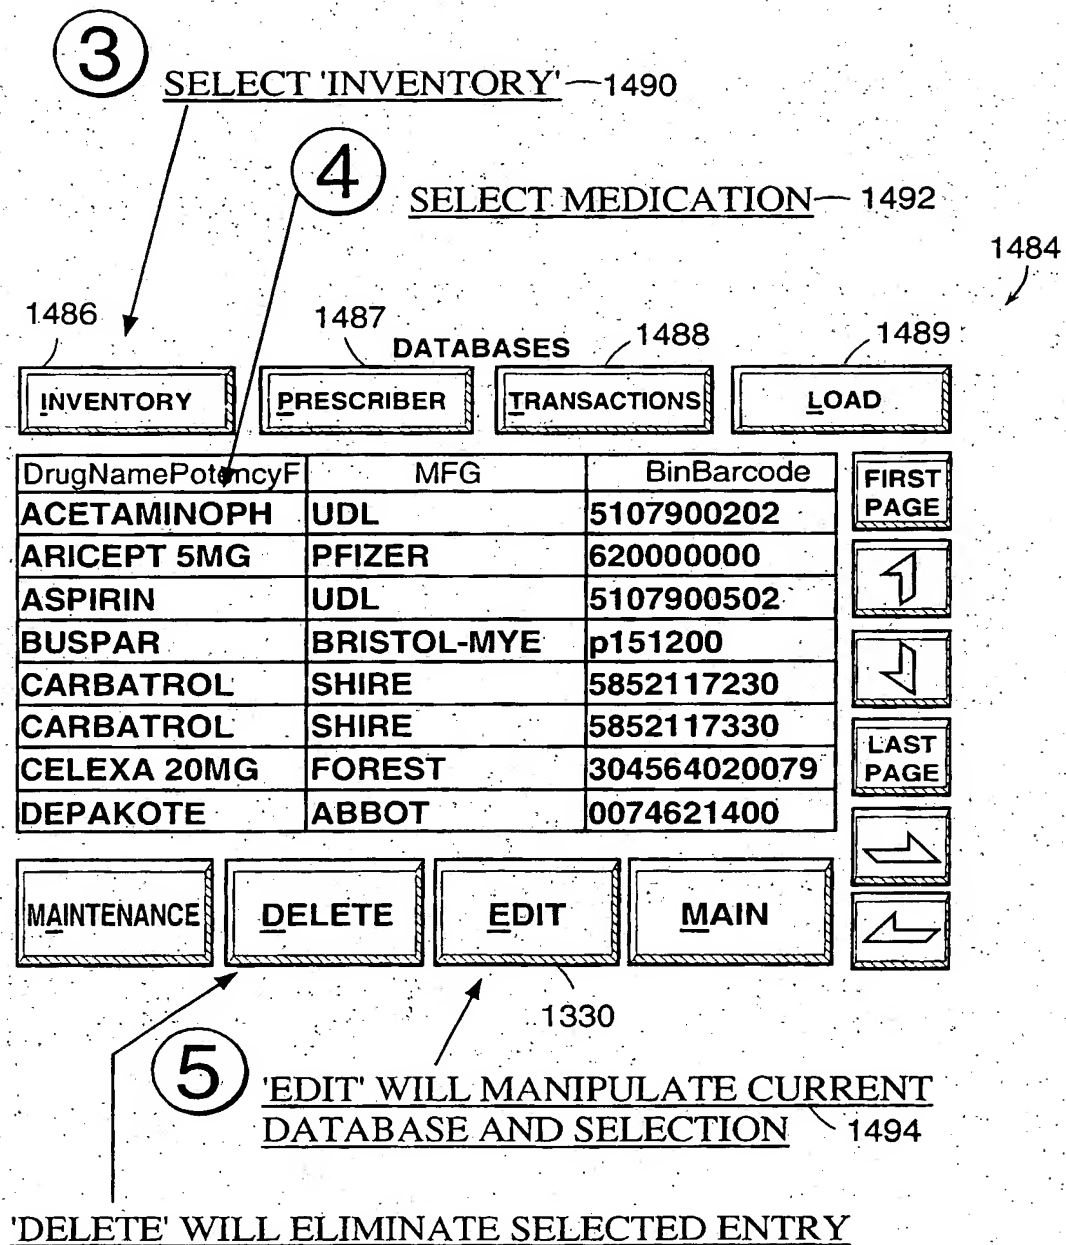 3
SELECT 'INVENTORY' 1490
4
SELECT MEDICATION 1492
1484
1486 1487 1488 1489
DATABASES
INVENTORY PRESCRIBER TRANSACTIONS LOAD
DrugNamePotencyF MFG BinBarcode
ACETAMINOPH UDL 5107900202
ARICEPT 5MG PFIZER 620000000
ASPIRIN UDL 5107900502
BUSPAR BRISTOL-MYE p151200
CARBATROL SHIRE 5852117230
CARBATROL SHIRE 5852117330
CELEXA 20MG FOREST 304564020079
DEPAKOTE ABBOT 0074621400
FIRST
PAGE
LAST
PAGE
MAINTENANCE DELETE EDIT MAIN
1330
5
'EDIT' WILL MANIPULATE CURRENT
DATABASE AND SELECTION 1494
'DELETE' WILL ELIMINATE SELECTED ENTRY